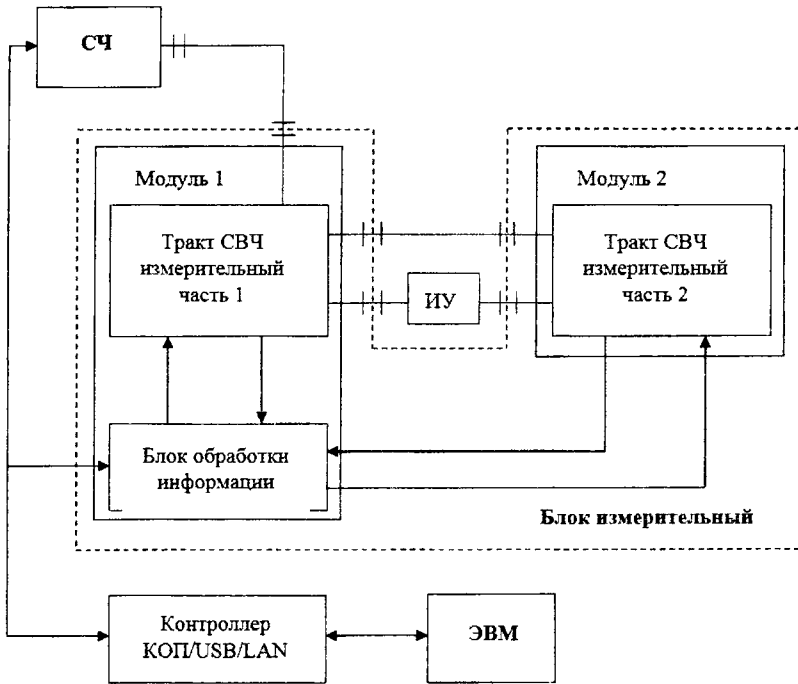 СЧ
Модуль 1
Модуль 2
Тракт СВЧ
измерительный
часть 1
Тракт СВЧ
измерительный
часть 2
ИУ
Блок обработки
информации
Блок измерительный
Контроллер
КОП/USB/LAN
ЭВМ